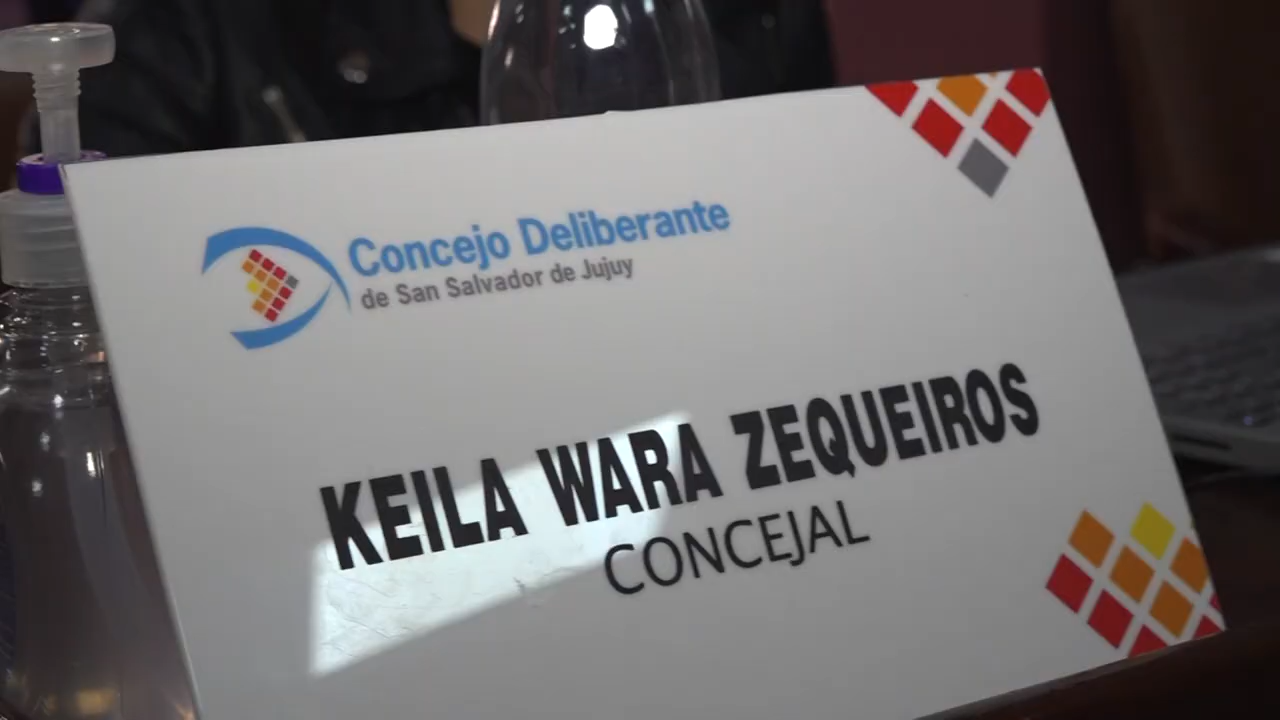 Concejo Deliberante
de San Salvador de Jujuy
KEILA WARA ZEQUEIROS
CONCEJAL